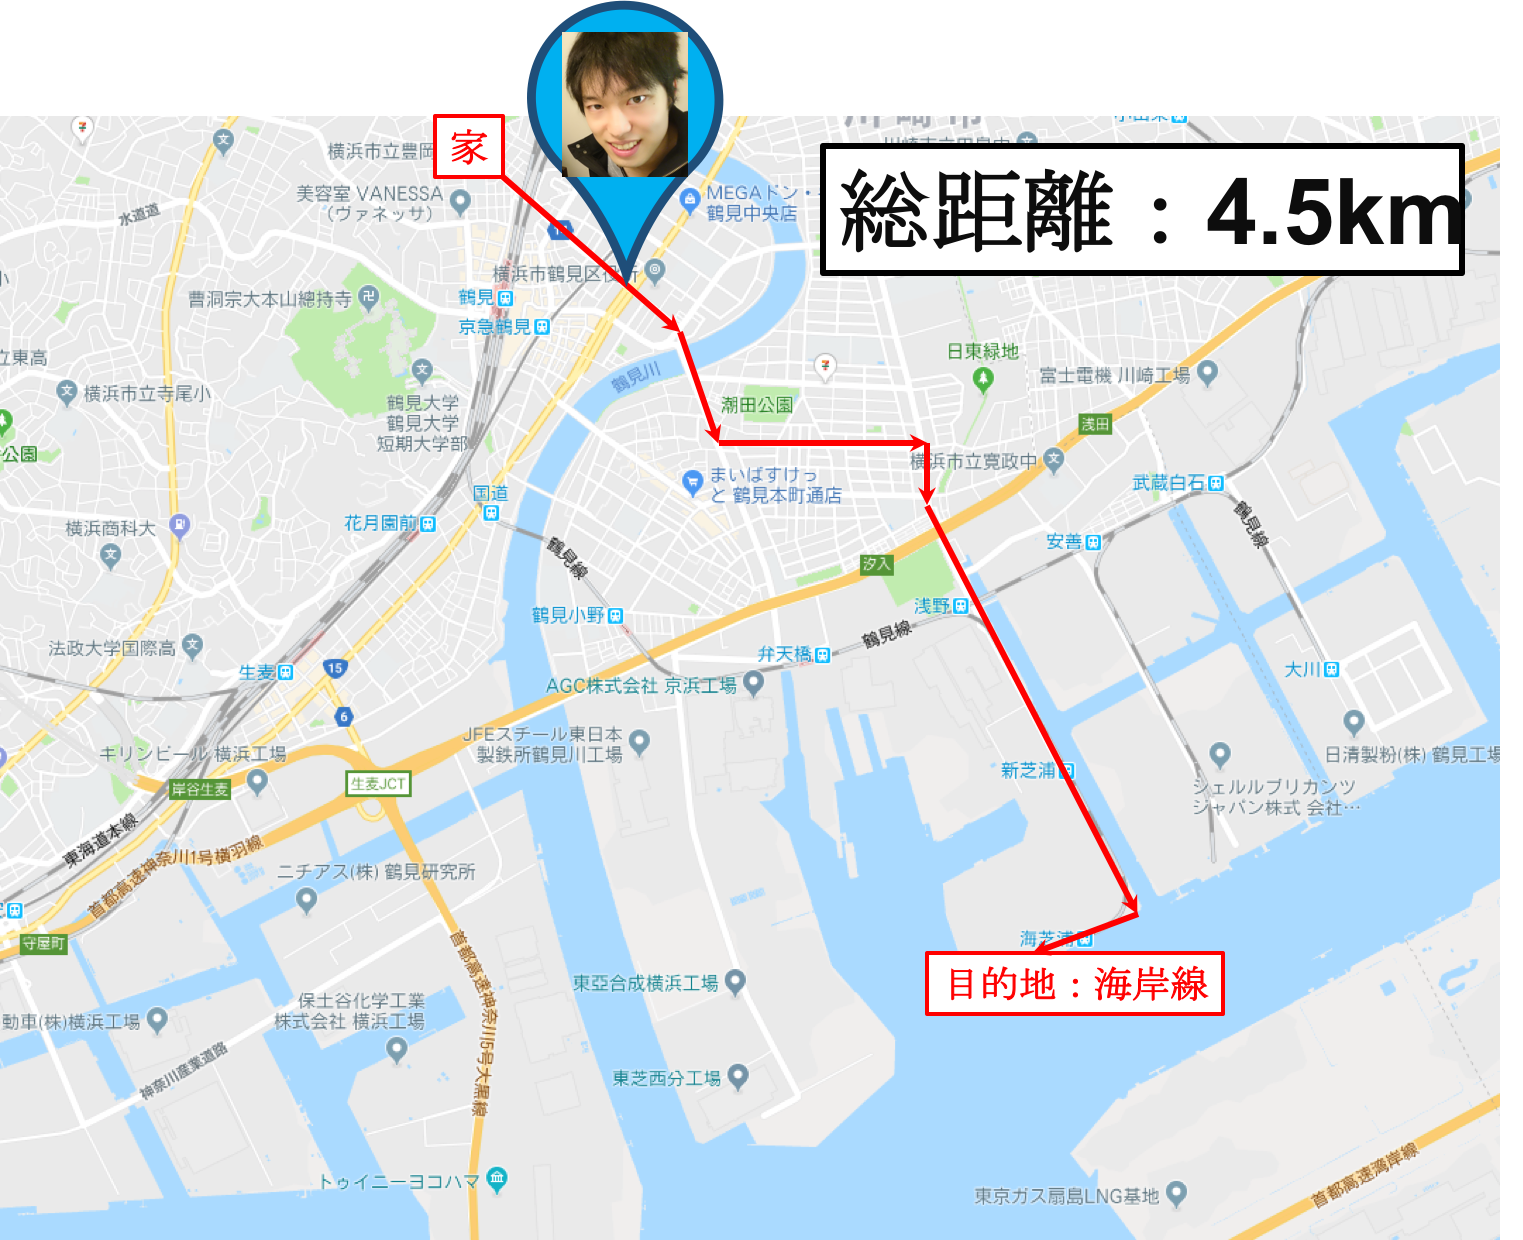 家
横浜市立豊岡
小田栄
美容室 VANESSA
（ヴァネッサ）
水道道
MEGAドン・
鶴見中央店
総距離：4.5km
横浜市鶴見区役所
曹洞宗大本山總持寺
鶴見
京急鶴見
立東高
横浜市立寺尾小
鶴見川
日東緑地
富士電機 川崎工場
鶴見大学
鶴見大学
短期大学部
潮田公園
浅田
公園
横浜市立寛政中
まいばすけっ
と 鶴見本町通店
武蔵白石
国道
花月園前
横浜商科大
鶴見線
鶴見線
安善
汐入
浅野
鶴見小野
鶴見線
法政大学国際高
弁天橋
生麦
15
大川
AGC株式会社 京浜工場
6
JFEスチール東日本
製鉄所鶴見川工場
キリンビール 横浜工場
日清製粉(株) 鶴見工場
新芝浦
生麦JCT
岸谷生麦
シェルルブリカンツ
ジャパン株式 会社…
東海道本線
首都高速神奈川1号横羽線
ニチアス(株) 鶴見研究所
守屋町
海芝浦
首都高速神奈川5号大黒線
目的地：海岸線
東亞合成横浜工場
保土谷化学工業
株式会社 横浜工場
動車(株)横浜工場
神奈川産業道路
東芝西分工場
トゥイニーヨコハマ
東京ガス扇島LNG基地
首都高速湾岸線